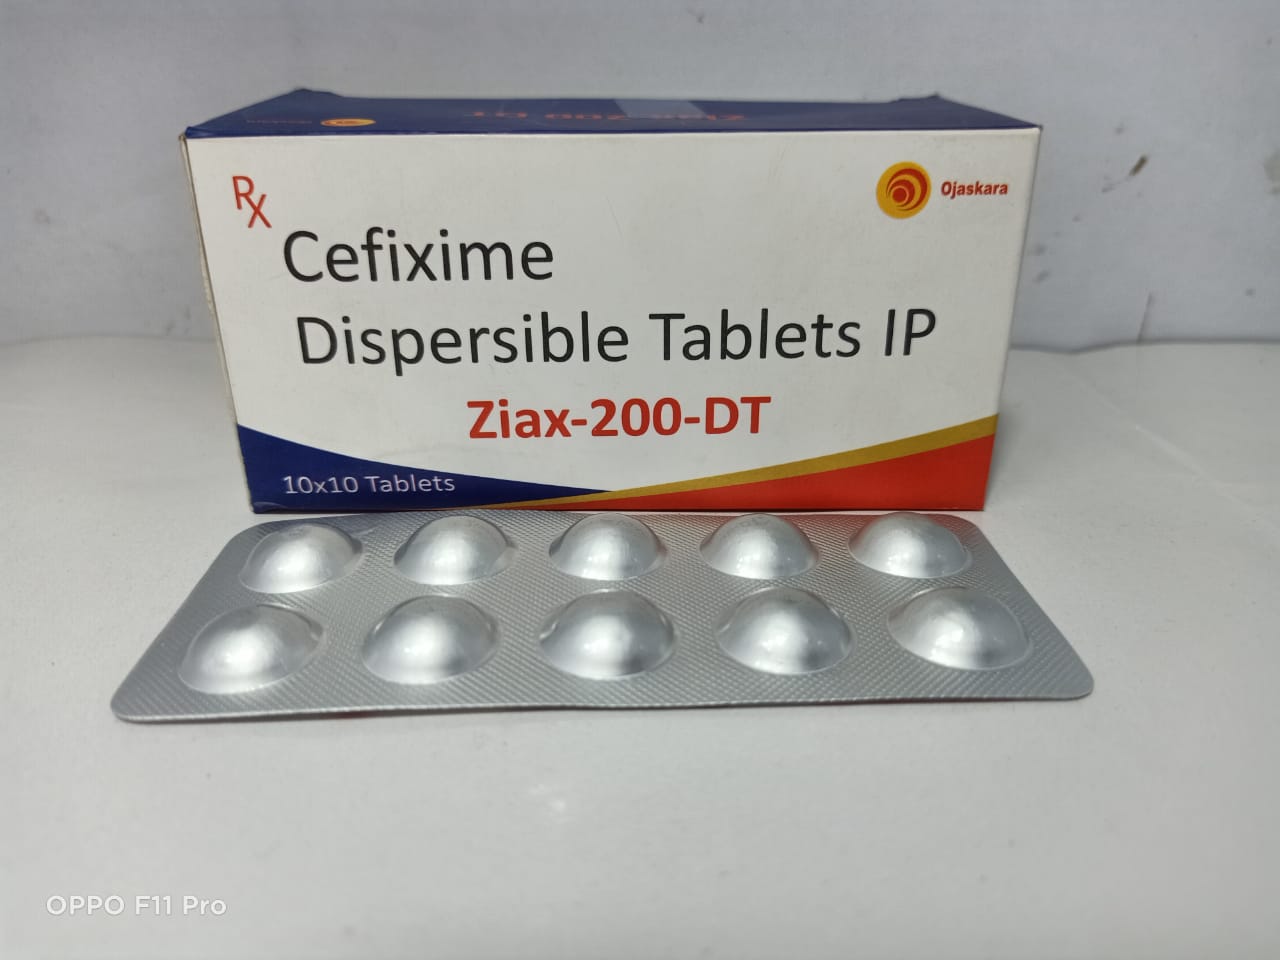 Rx
Ojaskara
Cefixime
Dispersible Tablets IP
Ziax-200-DT
10x10 Tablets
OPPO F11 Pro